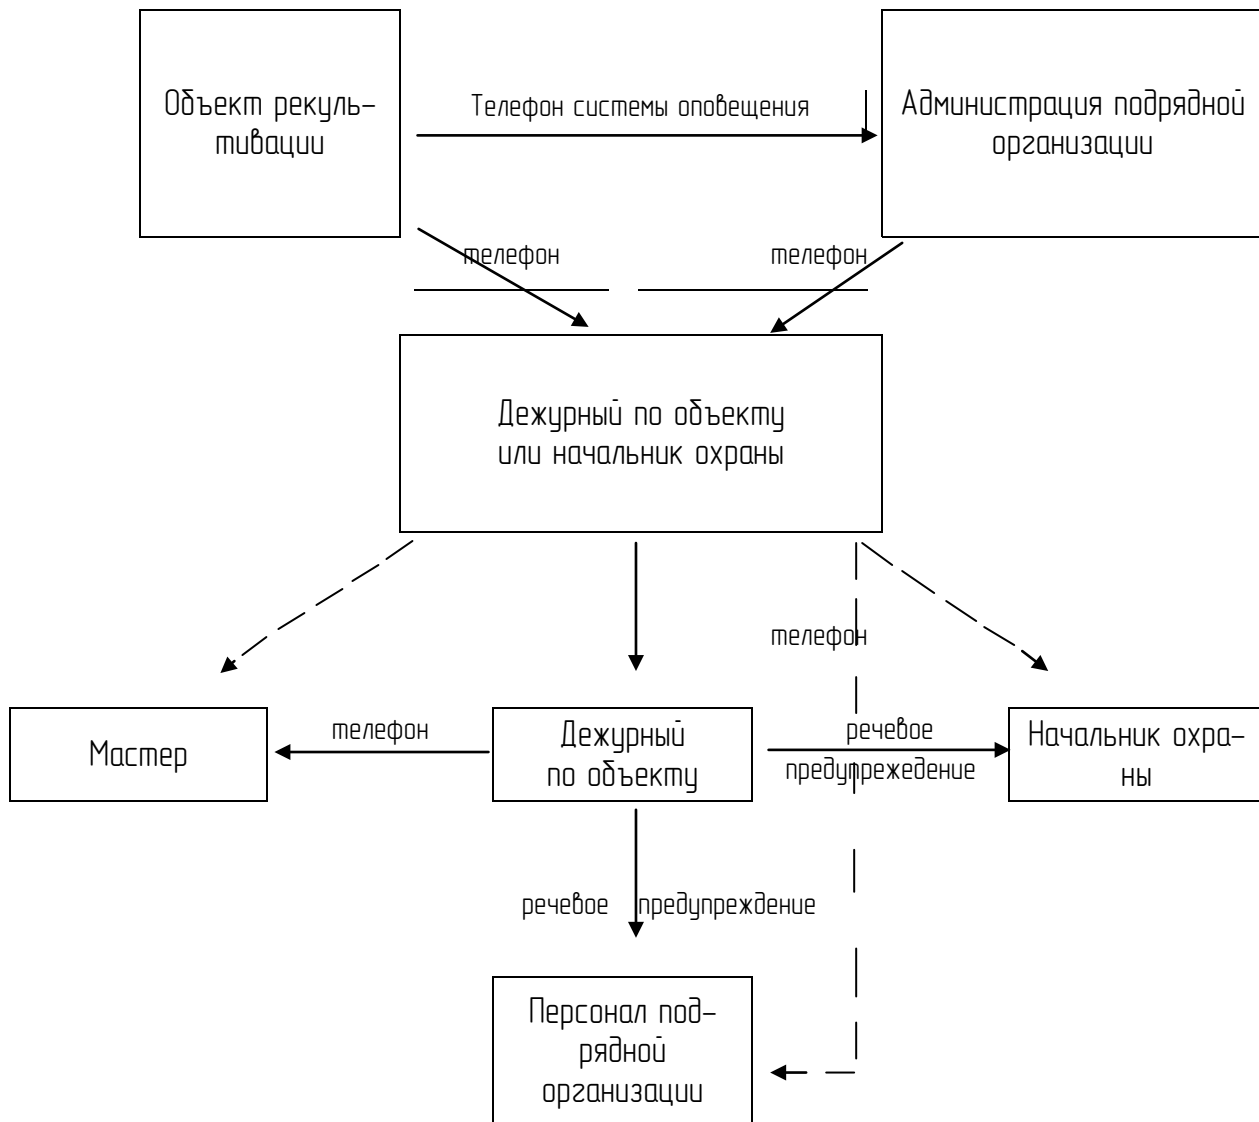 Объект рекуль-
тивации
Телефон системы оповещения
Администрация подрядной
организации
телефон
телефон
Дежурный по объекту
или начальник охраны
телефон
Мастер
телефон
Дежурный
по объекту
речевое
предупрежедение
Начальник охра-
ны
речевое предупреждение
Персонал под-
рядной
организации